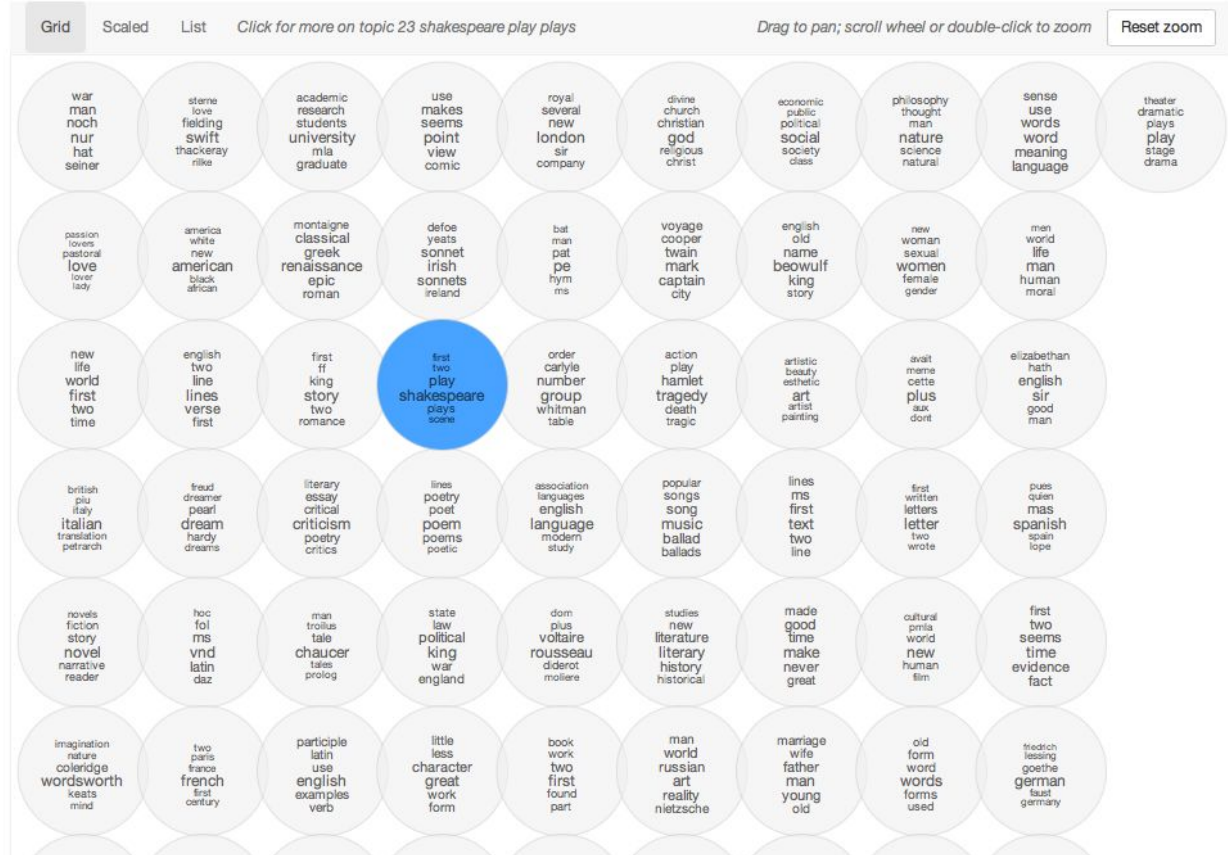 Grid Scaled List Click for more on topic 23 shakespeare play plays Drag to pan; scroll wheel or double-click to zoom Reset zoom
war
man
noch
nur
hat
seiner
sterne
love
fielding
swift
thackeray
rilke
academic
research
students
university
mla
graduate
use
makes
seems
point
view
comic
royal
several
new
london
sir
company
divine
church
christian
god
religious
christ
economic
public
political
social
society
class
philosophy
thought
man
nature
science
natural
sense
use
words
word
meaning
language
theater
dramatic
plays
play
stage
drama
passion
lovers
pastoral
love
lover
lady
america
white
new
american
black
african
montaigne
classical
greek
renaissance
epic
roman
defoe
yeats
sonnet
irish
sonnets
ireland
bat
man
pat
pe
hym
ms
voyage
cooper
twain
mark
captain
city
english
old
name
beowulf
king
story
new
woman
sexual
women
female
gender
men
world
life
man
human
moral
new
life
world
first
two
time
english
two
line
lines
verse
first
first
ff
king
story
two
romance
first
two
play
shakespeare
plays
scene
order
carlyle
number
group
whitman
table
action
play
hamlet
tragedy
death
tragic
artistic
beauty
esthetic
art
artist
painting
avait
meme
cette
plus
aux
dont
elizabethan
hath
english
sir
good
man
british
piu
italy
italian
translation
petrarch
freud
dreamer
pearl
dream
hardy
dreams
literary
essay
critical
criticism
poetry
critics
lines
poetry
poet
poem
poems
poetic
association
languages
english
language
modern
study
popular
songs
song
music
ballad
ballads
lines
ms
first
text
two
line
first
written
letters
letter
two
wrote
pues
quien
mas
spanish
spain
lope
novels
fiction
story
novel
narrative
reader
hoc
fol
ms
vnd
latin
daz
man
troilus
tale
chaucer
tales
prolog
state
law
political
king
war
england
dom
plus
voltaire
rousseau
diderot
moliere
studies
new
literature
literary
history
historical
made
good
time
make
never
great
cultural
pmla
world
new
human
film
first
two
seems
time
evidence
fact
imagination
nature
coleridge
wordsworth
keats
mind
two
paris
france
french
first
century
participle
latin
use
english
examples
verb
little
less
character
great
work
form
book
work
two
first
found
part
man
world
russian
art
reality
nietzsche
marriage
wife
father
man
young
old
old
form
word
words
forms
used
friedrich
lessing
goethe
german
faust
germany